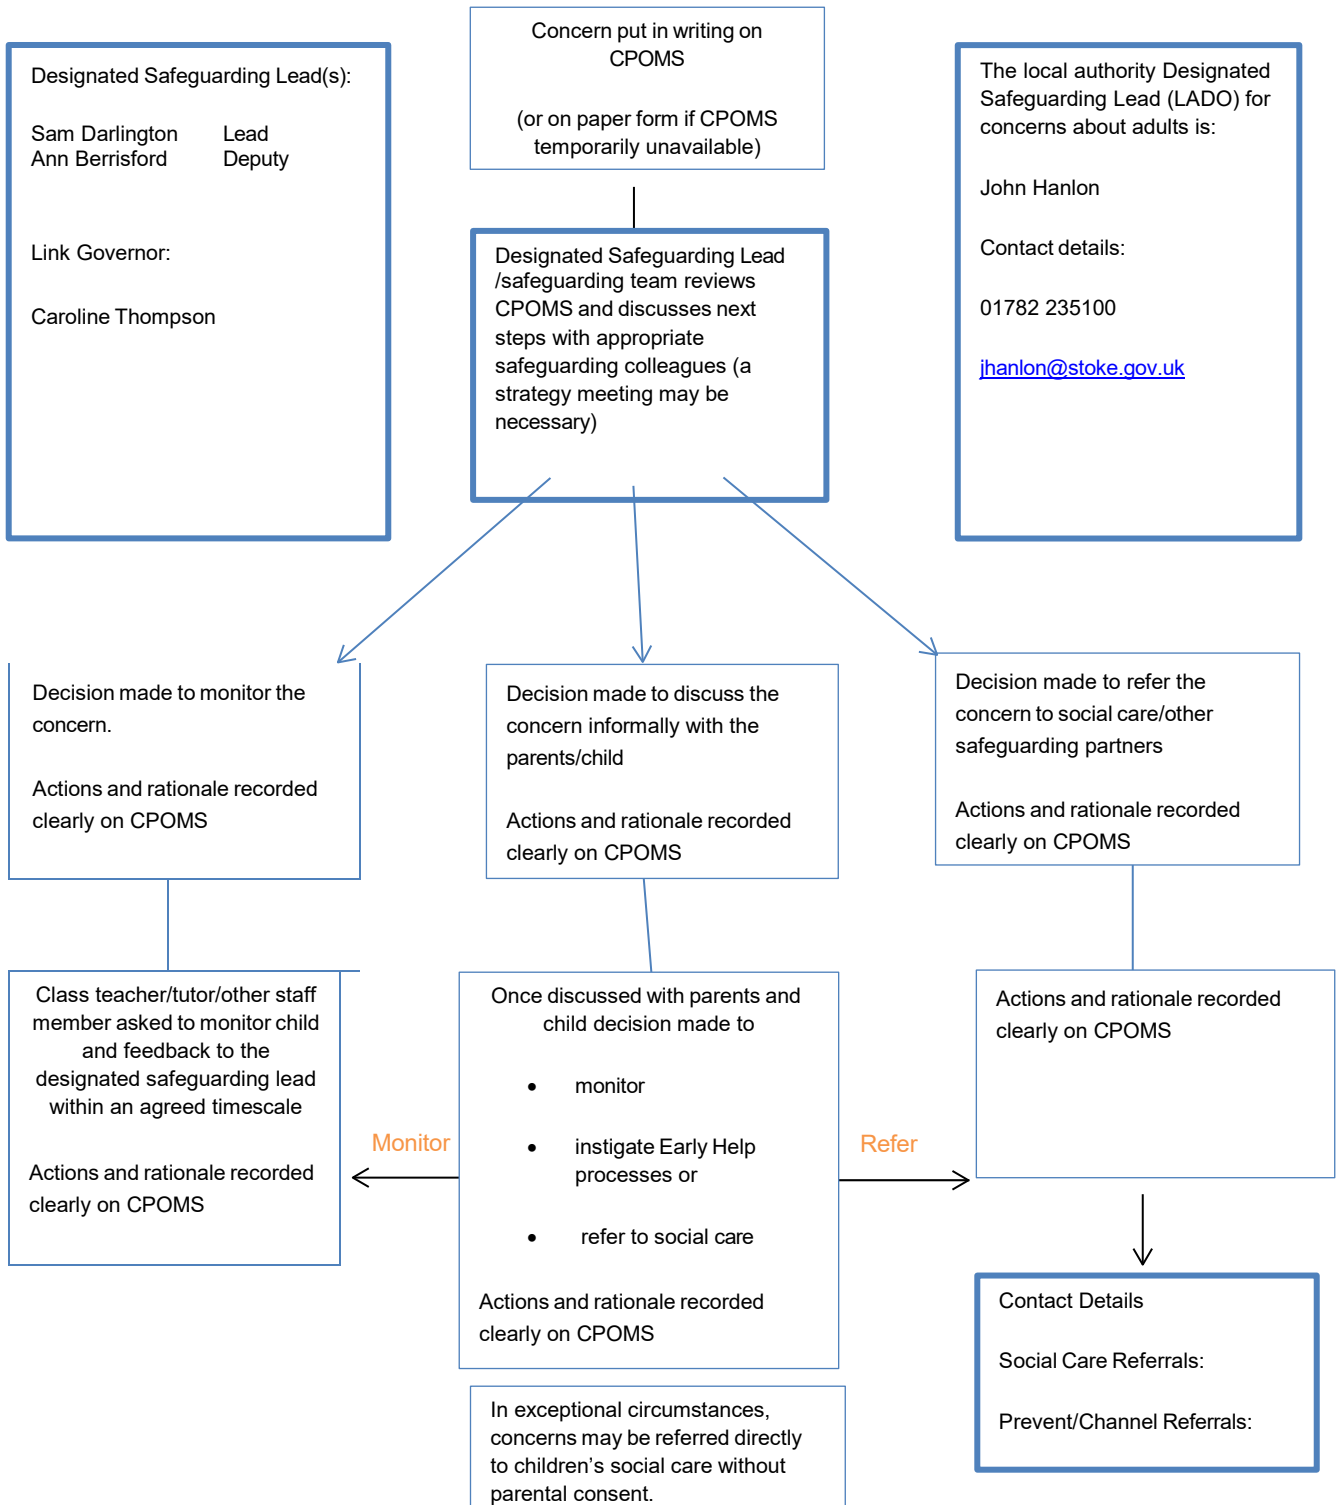 Concern put in writing on
CPOMS
(or on paper form if CPOMS
temporarily unavailable)
Designated Safeguarding Lead(s):
Sam Darlington Lead
Ann Berrisford Deputy
Link Governor:
Caroline Thompson
Designated Safeguarding Lead
/safeguarding team reviews
CPOMS and discusses next
steps with appropriate
safeguarding colleagues (a
strategy meeting may be
necessary)
The local authority Designated
Safeguarding Lead (LADO) for
concerns about adults is:
John Hanlon
Contact details:
01782 235100
jhanlon@stoke.gov.uk
Decision made to monitor the
concern.
Actions and rationale recorded
clearly on CPOMS
Decision made to discuss the
concern informally with the
parents/child
Actions and rationale recorded
clearly on CPOMS
Decision made to refer the
concern to social care/other
safeguarding partners
Actions and rationale recorded
clearly on CPOMS
Class teacher/tutor/other staff
member asked to monitor child
and feedback to the
designated safeguarding lead
within an agreed timescale
Actions and rationale recorded
clearly on CPOMS
Monitor
Once discussed with parents and
child decision made to
• monitor
• instigate Early Help
processes or
• refer to social care
Actions and rationale recorded
clearly on CPOMS
Refer
Actions and rationale recorded
clearly on CPOMS
Contact Details
Social Care Referrals:
Prevent/Channel Referrals:
In exceptional circumstances,
concerns may be referred directly
to children’s social care without
parental consent.